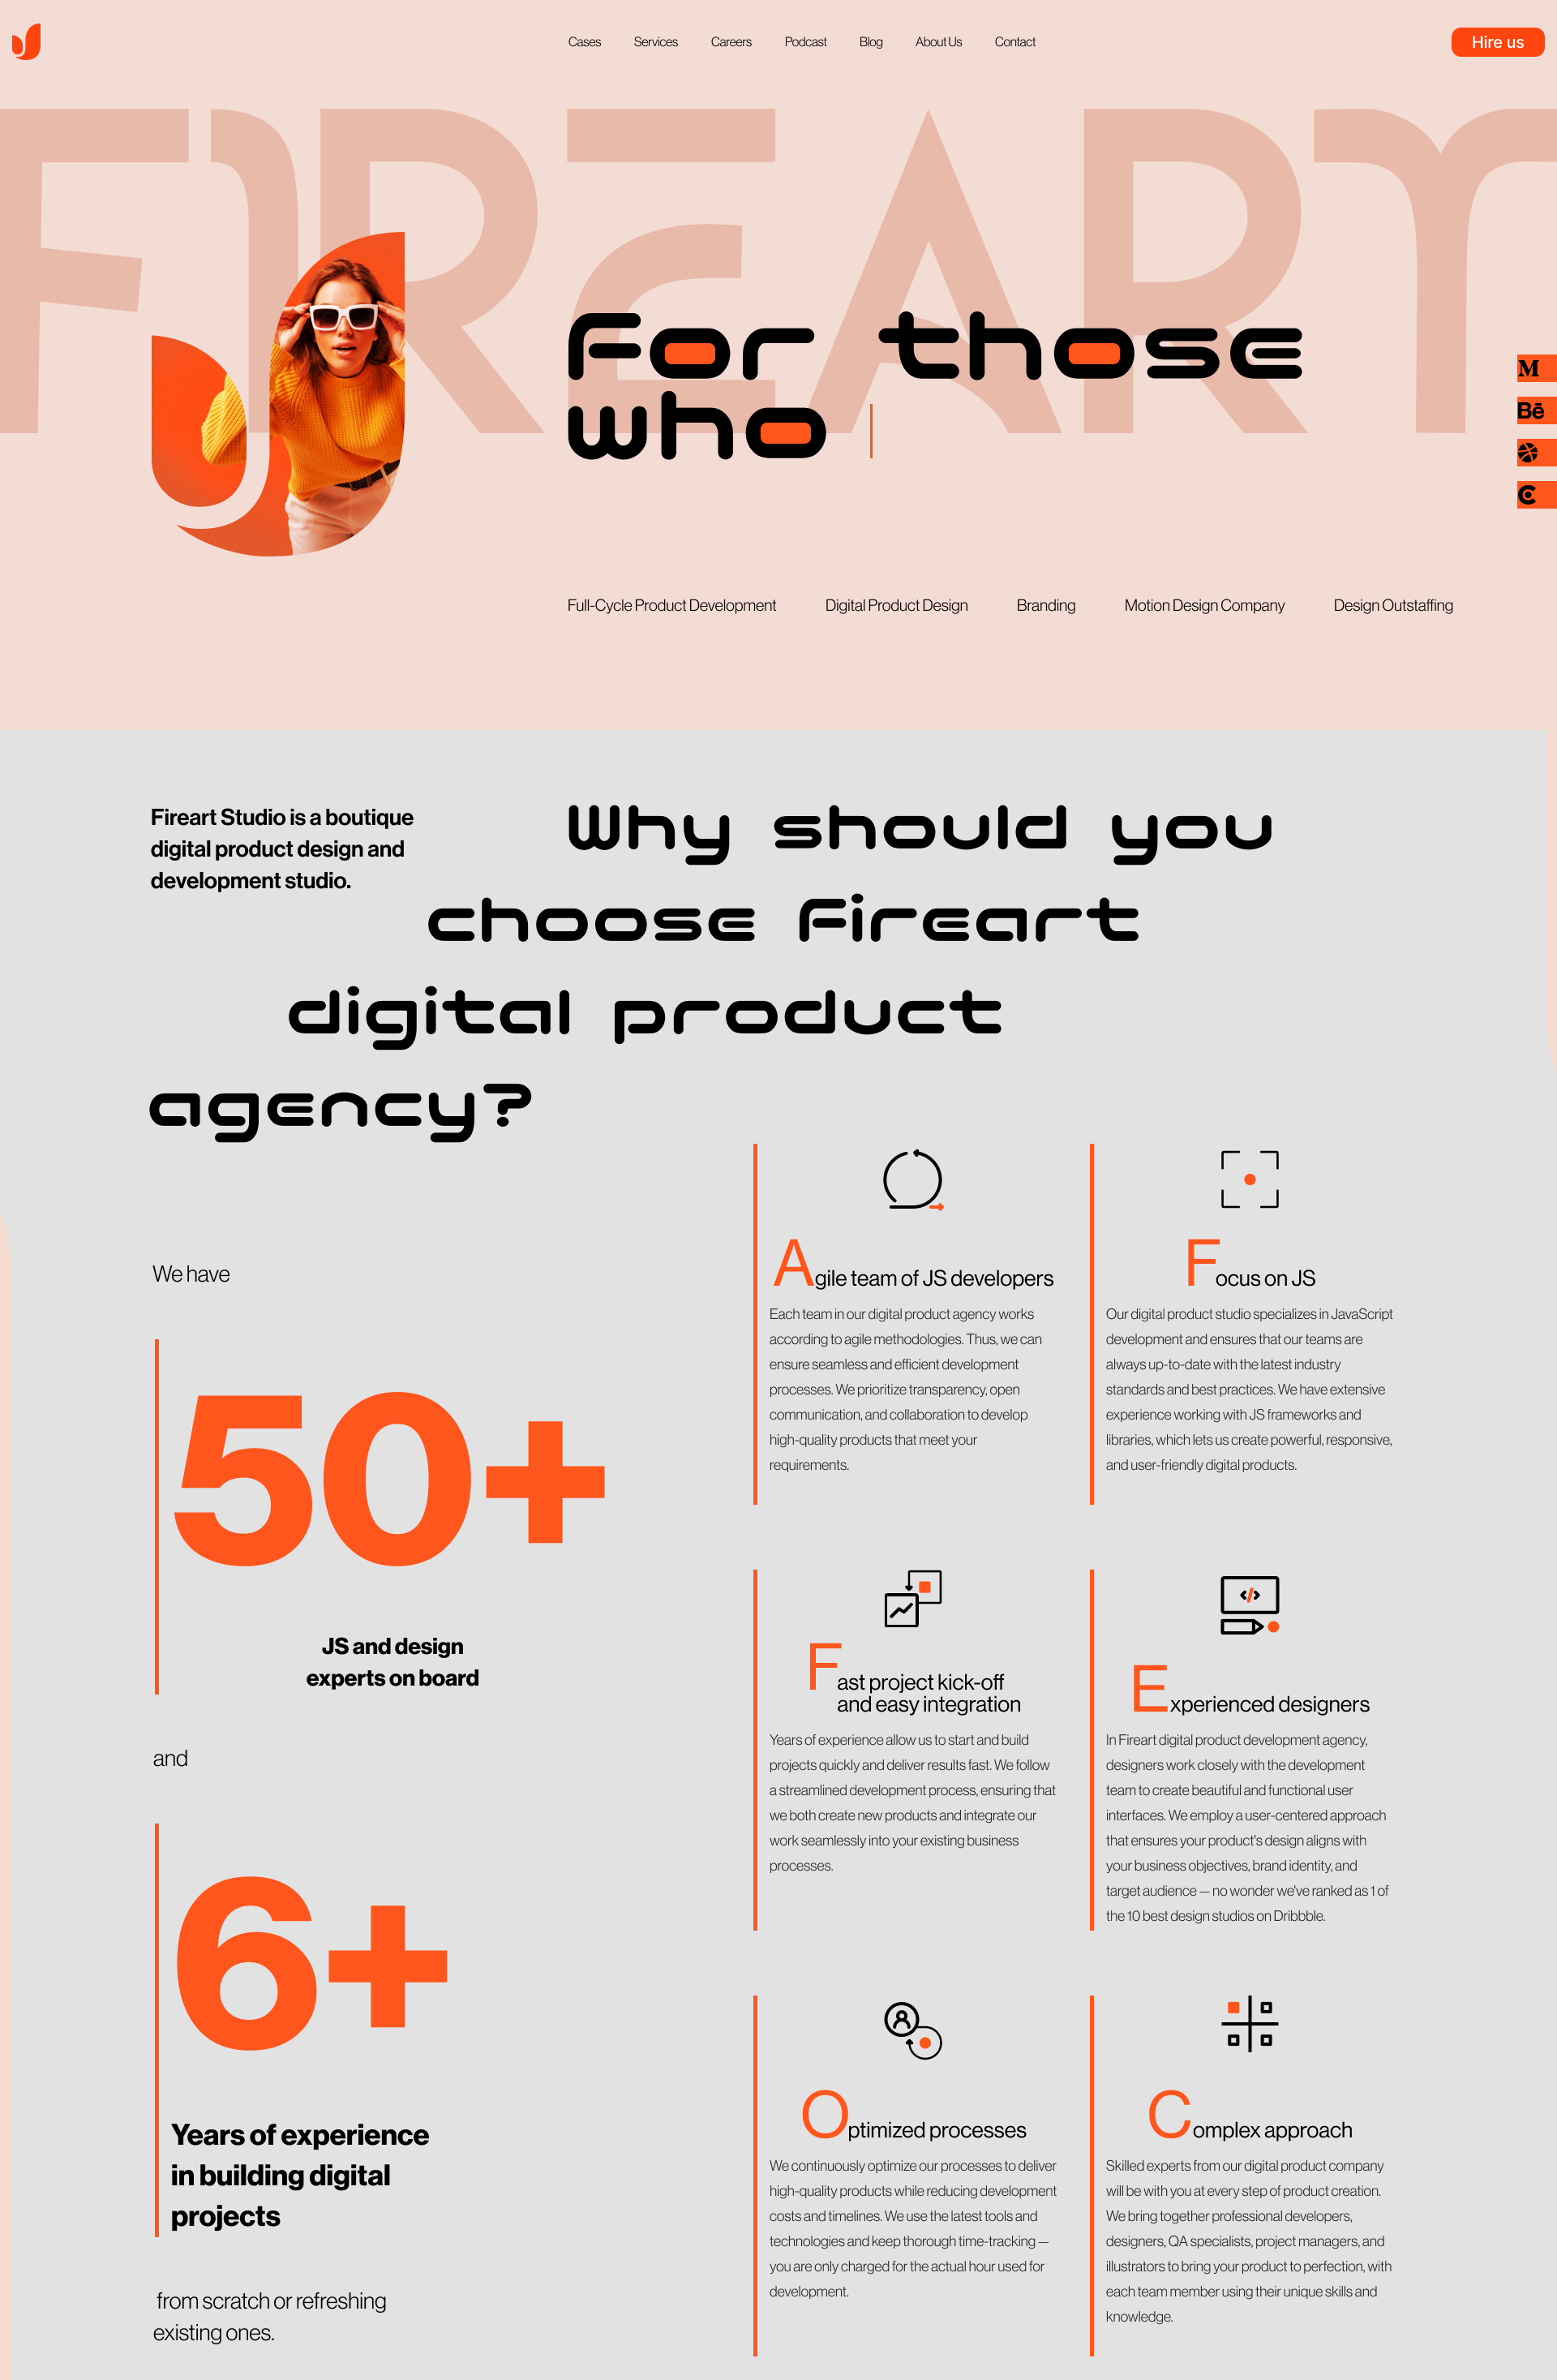 Cases Services Careers Podcast Blog About Us Contact
Hire us
FIREART
For those
who
M
Bē
Full-Cycle Product Development Digital Product Design Branding Motion Design Company Design Outstaffing
Fireart Studio is a boutique
digital product design and
development studio.
Why should you
choose Fireart
digital product
agency?
We have
50+
JS and design
experts on board
and
6+
Years of experience
in building digital
projects
from scratch or refreshing
existing ones.
Agile team of JS developers
Each team in our digital product agency works
according to agile methodologies. Thus, we can
ensure seamless and efficient development
processes. We prioritize transparency, open
communication, and collaboration to develop
high-quality products that meet your
requirements.
Focus on JS
Our digital product studio specializes in JavaScript
development and ensures that our teams are
always up-to-date with the latest industry
standards and best practices. We have extensive
experience working with JS frameworks and
libraries, which lets us create powerful, responsive,
and user-friendly digital products.
Fast project kick-off
and easy integration
Years of experience allow us to start and build
projects quickly and deliver results fast. We follow
a streamlined development process, ensuring that
we both create new products and integrate our
work seamlessly into your existing business
processes.
Experienced designers
In Fireart digital product development agency,
designers work closely with the development
team to create beautiful and functional user
interfaces. We employ a user-centered approach
that ensures your product's design aligns with
your business objectives, brand identity, and
target audience — no wonder we've ranked as 1 of
the 10 best design studios on Dribbble.
Optimized processes
We continuously optimize our processes to deliver
high-quality products while reducing development
costs and timelines. We use the latest tools and
technologies and keep thorough time-tracking —
you are only charged for the actual hour used for
development.
Complex approach
Skilled experts from our digital product company
will be with you at every step of product creation.
We bring together professional developers,
designers, QA specialists, project managers, and
illustrators to bring your product to perfection, with
each team member using their unique skills and
knowledge.